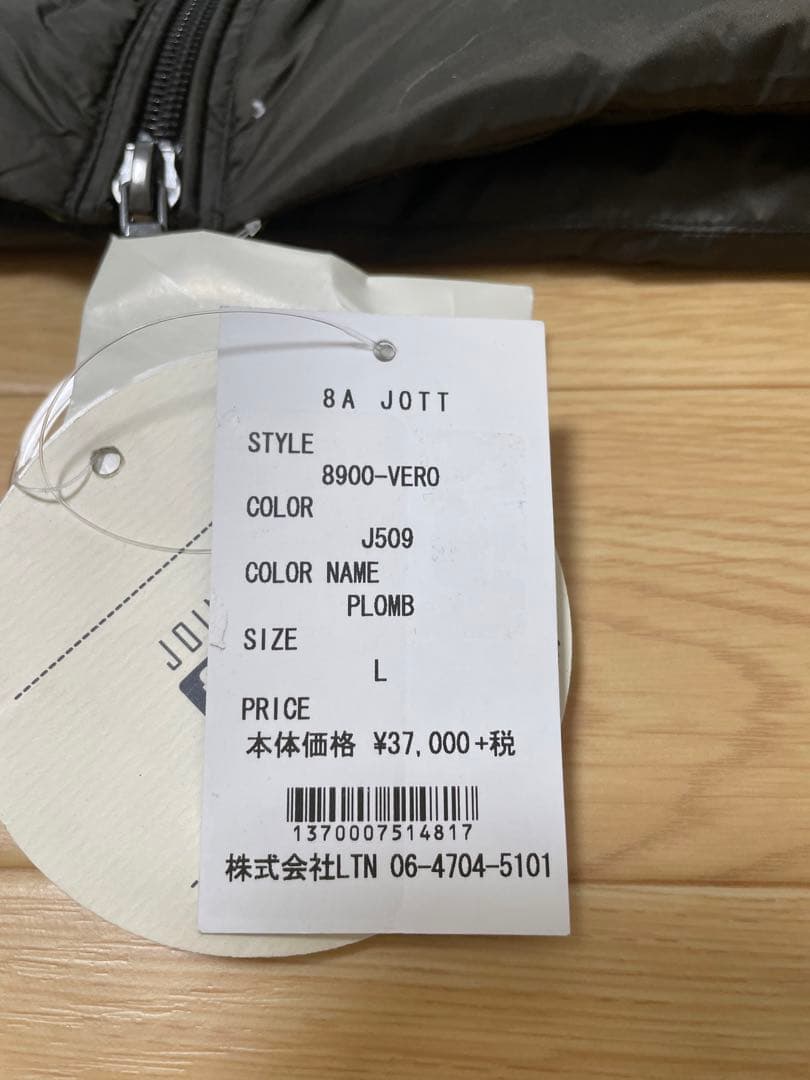 8A JOTT
STYLE
8900-VERO
COLOR
J509
COLOR NAME
PLOMB
SIZE
L
PRICE
本体価格 ¥37,000+税
1370007514817
株式会社LTN 06-4704-5101